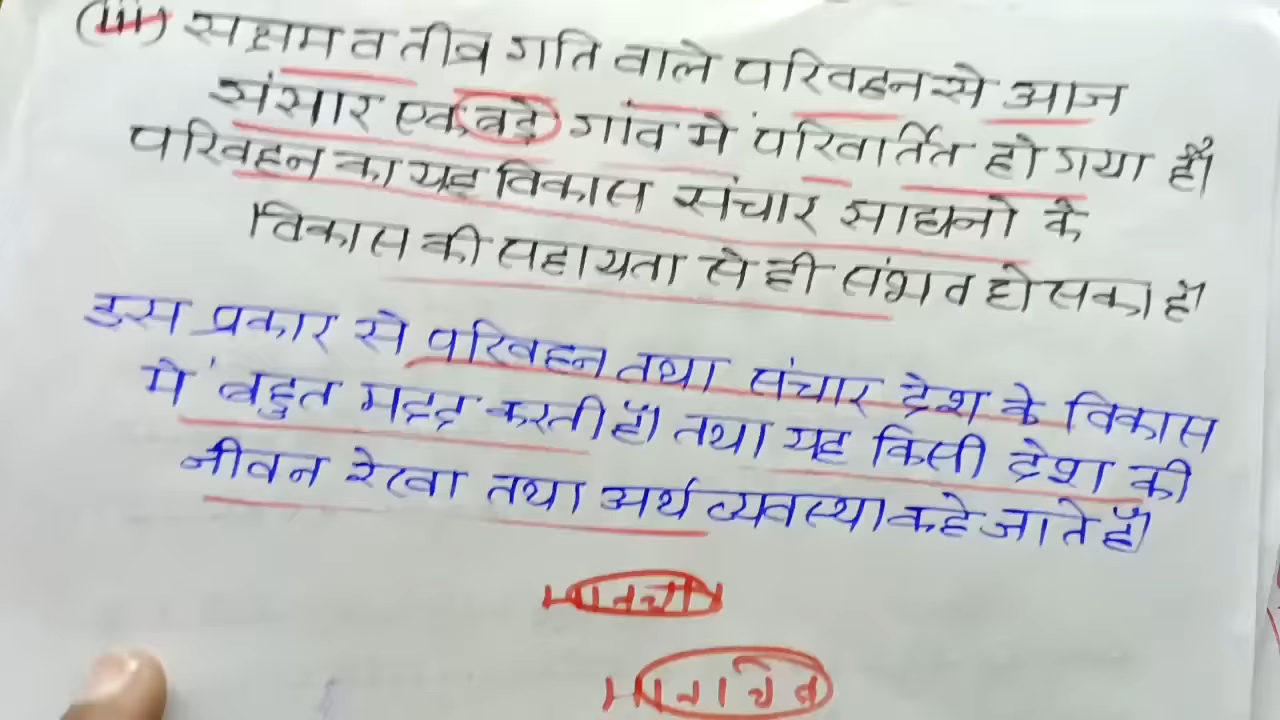 (iii) सक्षम व तीव्र गति वाले परिवहन से आज
संसार एक बड़े गांव में परिवर्तित हो गया है।
परिवहन का यह विकास संचार साधनो के
विकास की सहायता से ही संभव हो सका है।
इस प्रकार से परिवहन तथा संचार देश के विकास
में बहुत मदद करती है। तथा यह किसी देश की
जीवन रेखा तथा अर्थव्यवस्था कहे जाते है।
मानचित्र